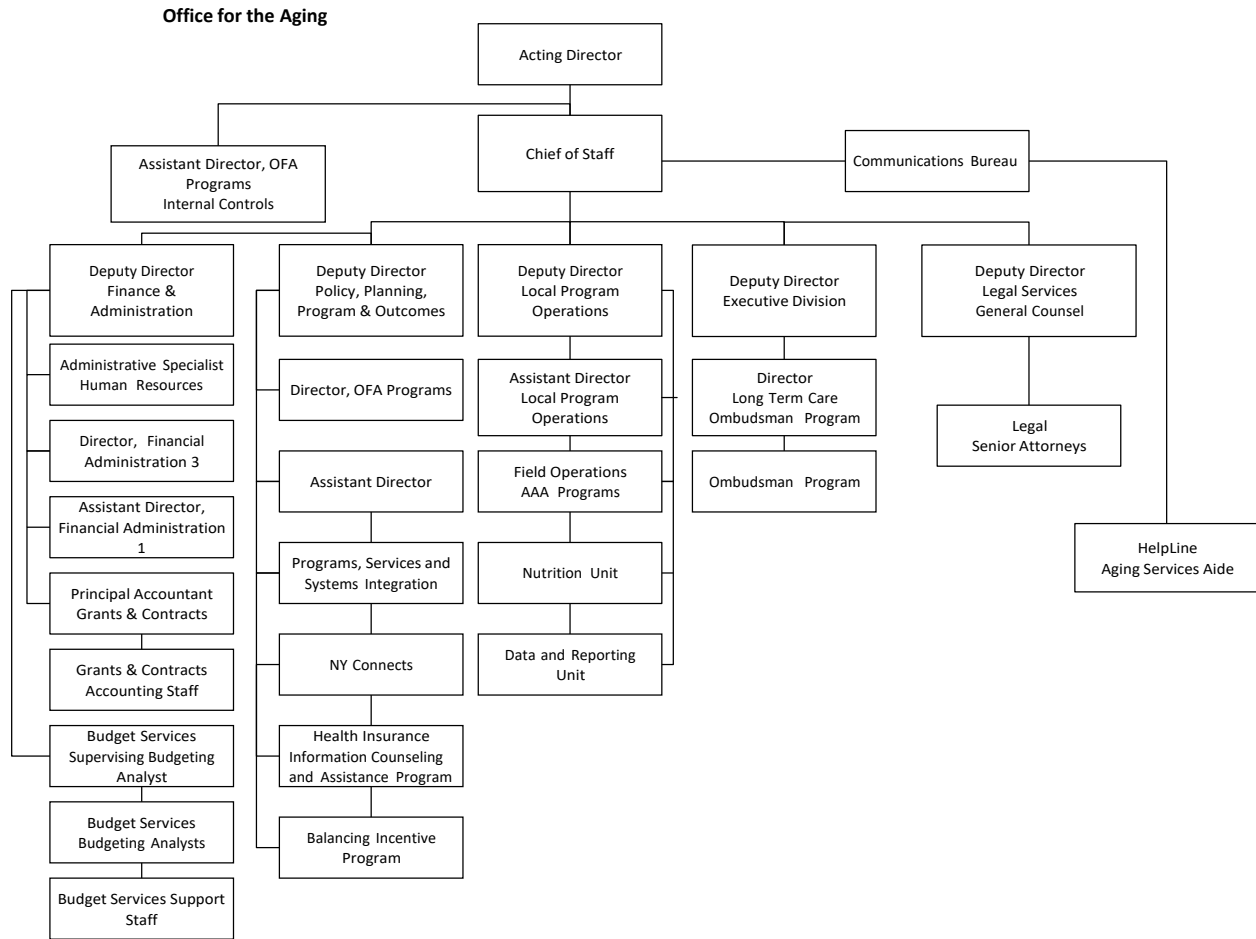 Office for the Aging
Acting Director
Chief of Staff
Communications Bureau
Assistant Director, OFA
Programs
Internal Controls
Deputy Director
Finance &
Administration
Deputy Director
Policy, Planning,
Program & Outcomes
Deputy Director
Local Program
Operations
Deputy Director
Executive Division
Deputy Director
Legal Services
General Counsel
Administrative Specialist
Human Resources
Director, Financial
Administration 3
Assistant Director,
Financial Administration
1
Principal Accountant
Grants & Contracts
Grants & Contracts
Accounting Staff
Budget Services
Supervising Budgeting
Analyst
Budget Services
Budgeting Analysts
Budget Services Support
Staff
Director, OFA Programs
Assistant Director
Programs, Services and
Systems Integration
NY Connects
Health Insurance
Information Counseling
and Assistance Program
Balancing Incentive
Program
Assistant Director
Local Program
Operations
Field Operations
AAA Programs
Nutrition Unit
Data and Reporting
Unit
Director
Long Term Care
Ombudsman Program
Ombudsman Program
Legal
Senior Attorneys
HelpLine
Aging Services Aide